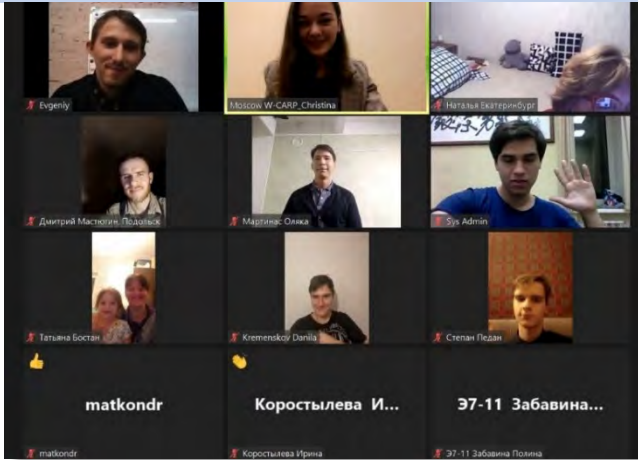 Evgeniy
Moscow W-CARP_Christina
Наталья Екатеринбург
Дмитрий Мастюгин. Подольск
Мартинас Оляка
Sys Admin
Татьяна Бостан
Kremenskov Danila
Степан Педан
matkondr
Коростылева И...
Э7-11 Забавина...
matkondr
Коростылева Ирина
Э7-11 Забавина Полина